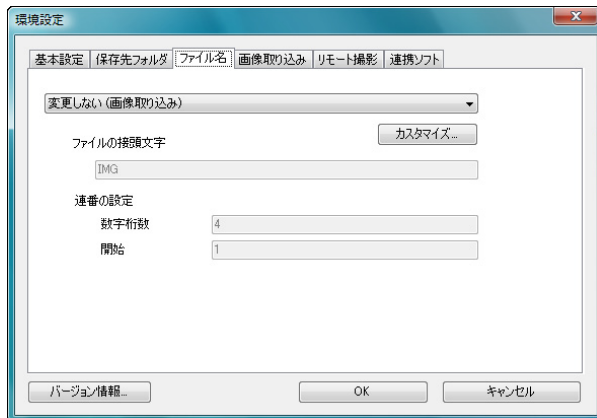 環境設定
基本設定 保存先フォルダ ファイル名 画像取り込み リモート撮影 連携ソフト
変更しない (画像取り込み)
カスタマイズ...
ファイルの接頭文字
IMG
連番の設定
数字桁数 4
開始 1
バージョン情報... OK キャンセル